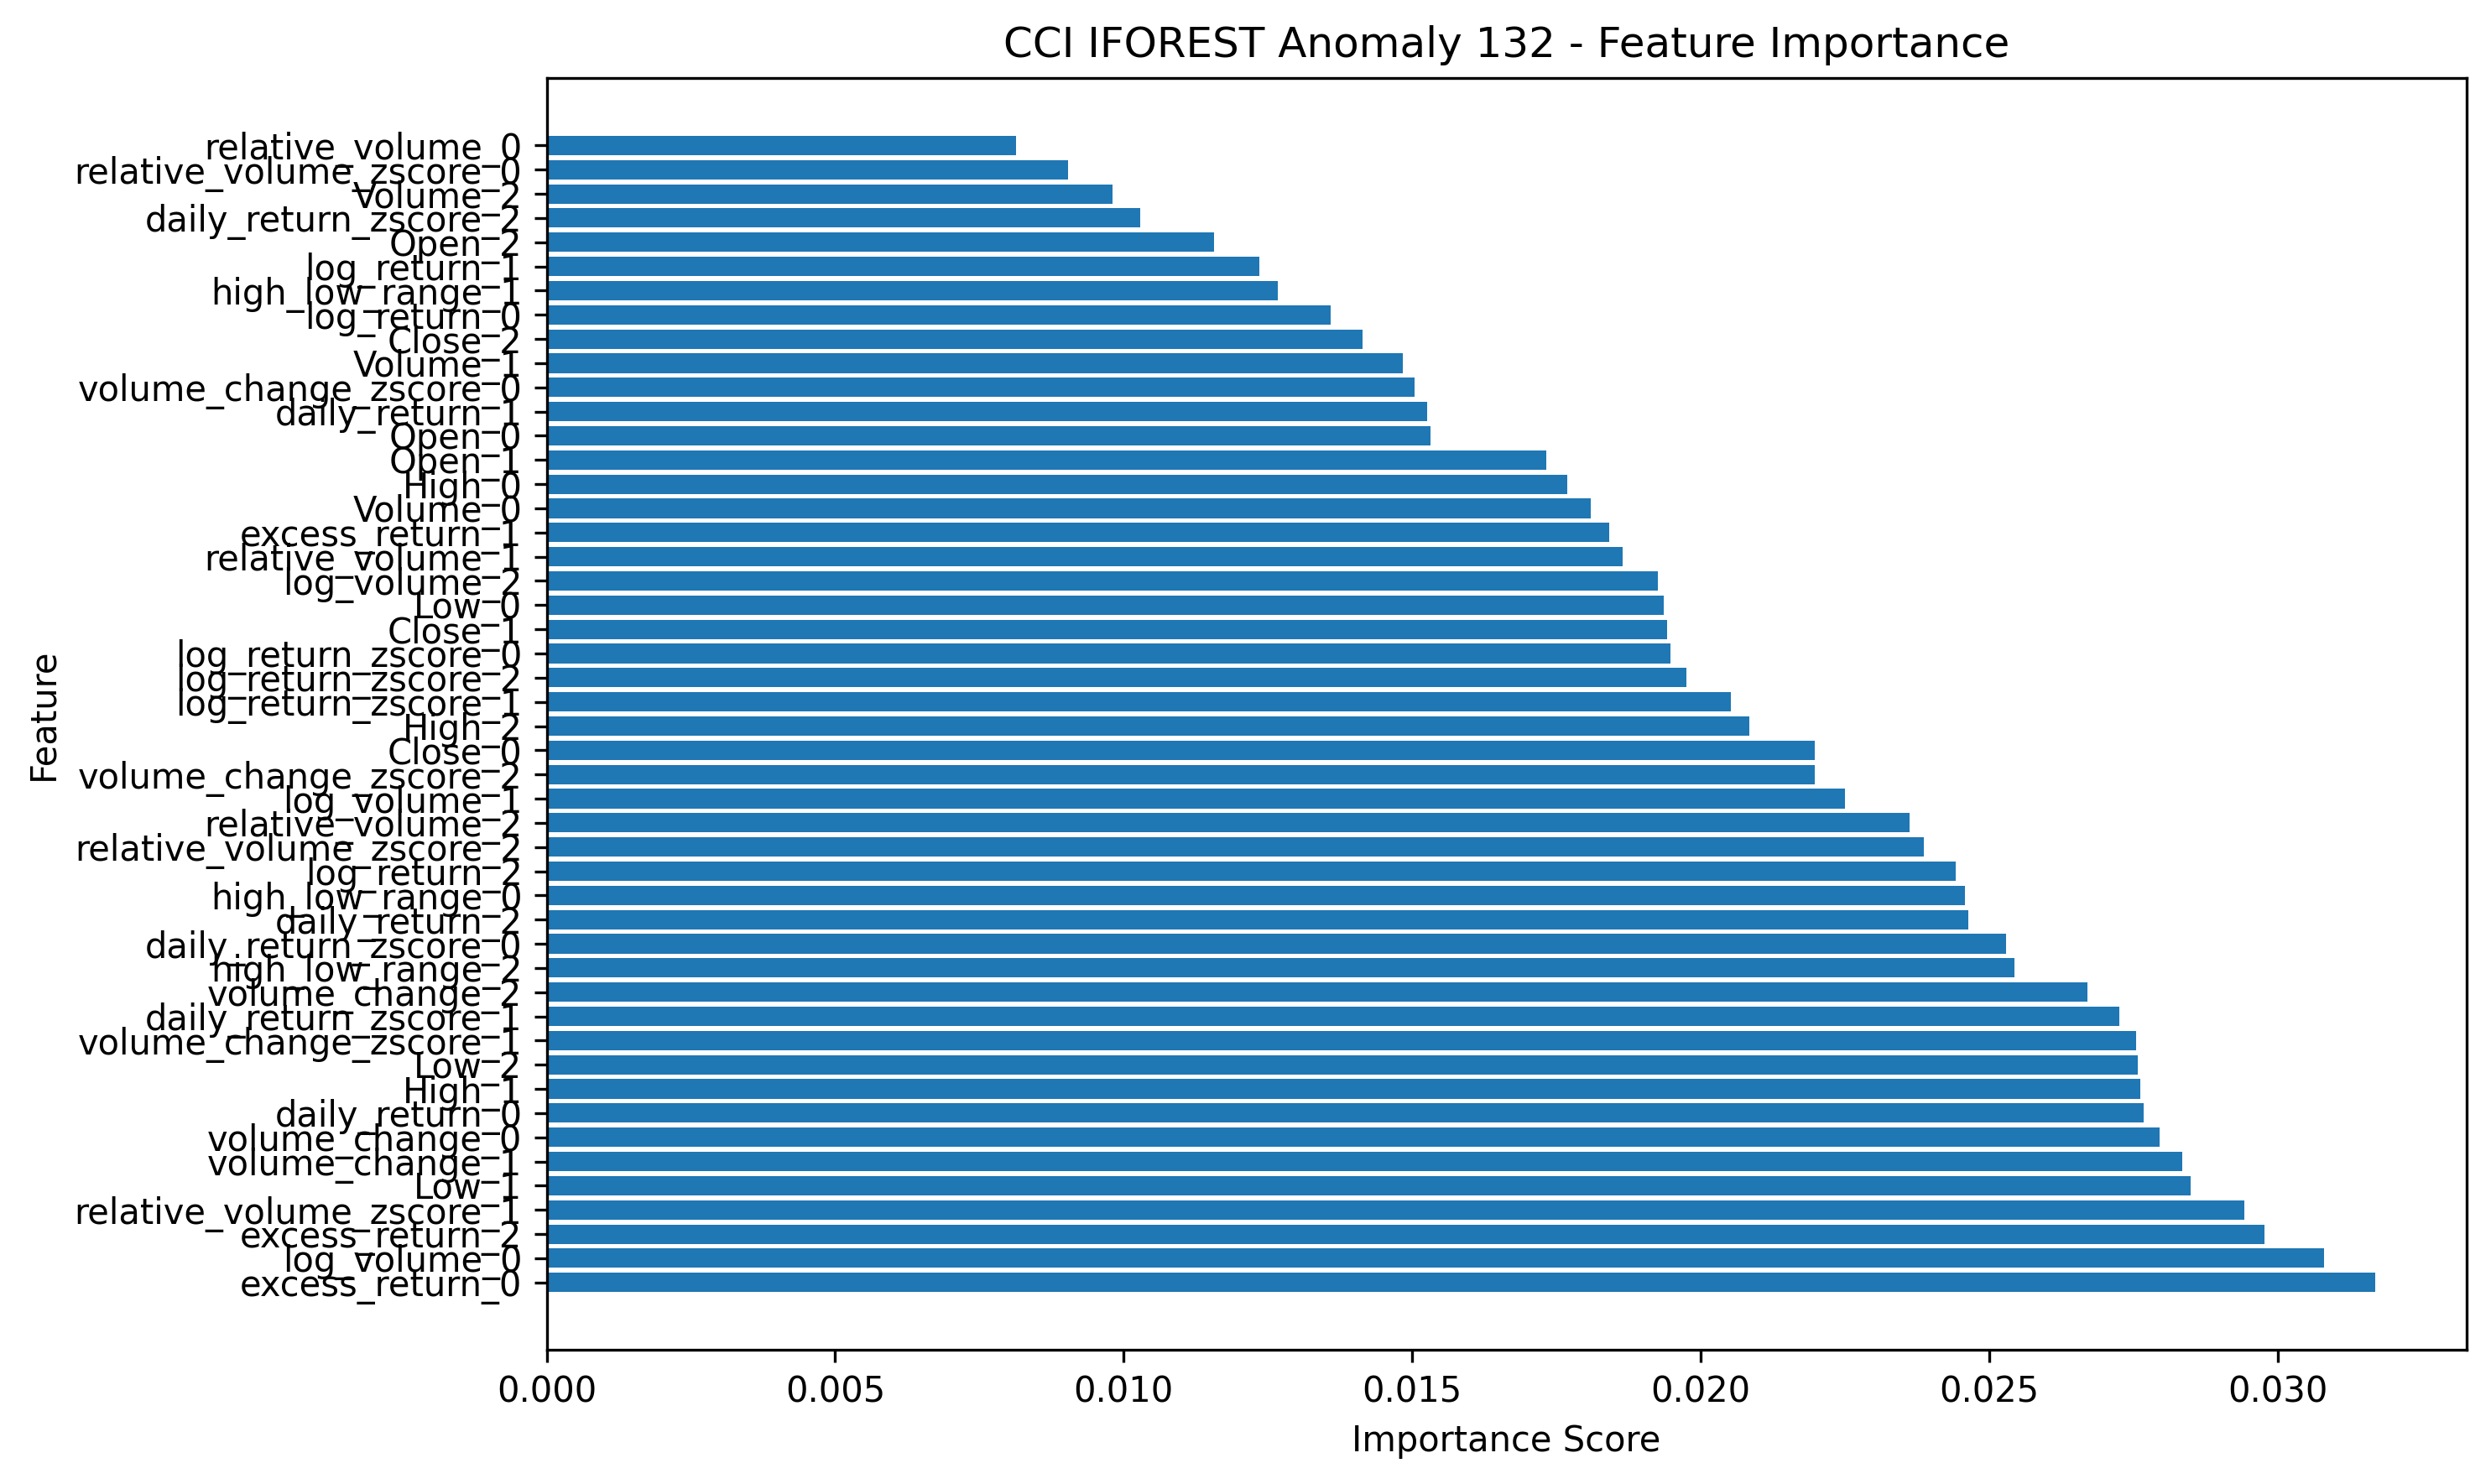 CCI IFOREST Anomaly 132 - Feature Importance
relative_volume_0
relative_volume_zscore_0
Volume_2
daily_return_zscore_2
Open_2
log_return_1
high_low_range_1
log_return_0
Close_2
Volume_1
volume_change_zscore_0
daily_return_1
Open_0
Open_1
High_0
Volume_0
excess_return_1
relative_volume_1
log_volume_2
Low_0
Close_1
log_return_zscore_0
log_return_zscore_2
log_return_zscore_1
High_2
Close_0
volume_change_zscore_2
log_volume_1
relative_volume_2
relative_volume_zscore_2
log_return_2
high_low_range_0
daily_return_2
daily_return_zscore_0
high_low_range_2
volume_change_2
daily_return_zscore_1
volume_change_zscore_1
Low_2
High_1
daily_return_0
volume_change_0
volume_change_1
Low_1
relative_volume_zscore_1
excess_return_2
log_volume_0
excess_return_0
Feature
0.000 0.005 0.010 0.015 0.020 0.025 0.030
Importance Score